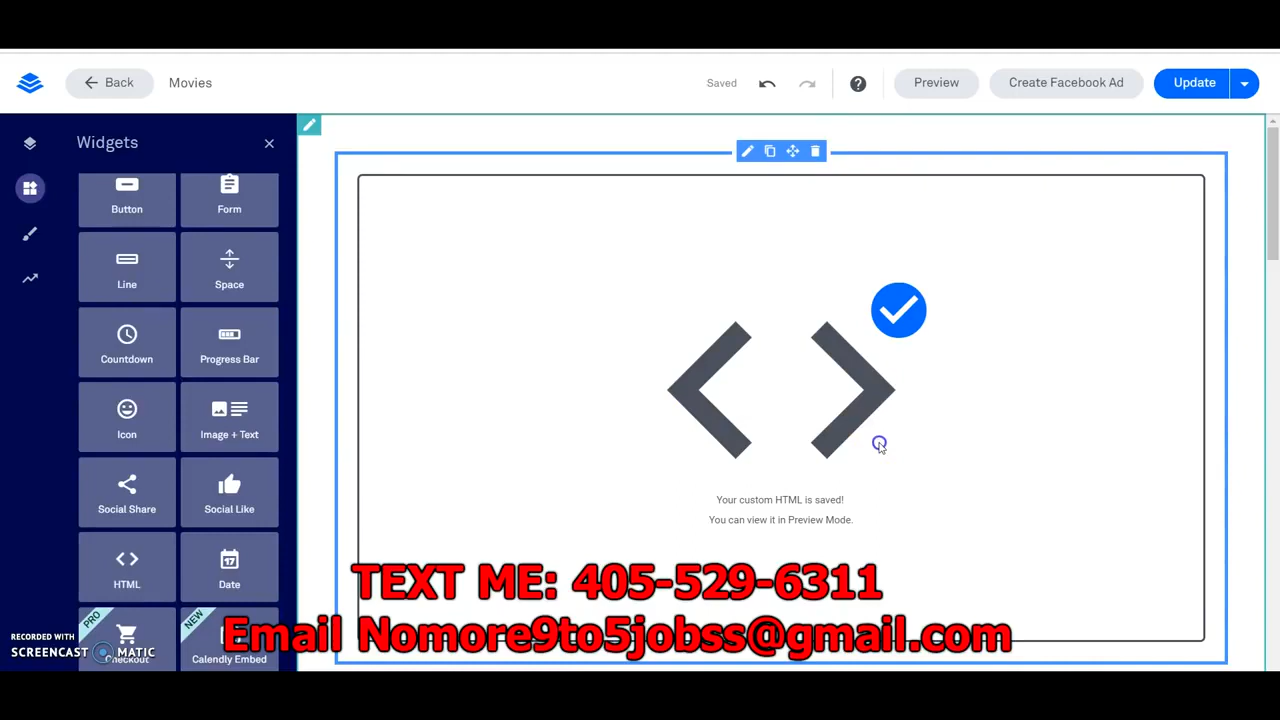 Back
Movies
Saved
Preview
Create Facebook Ad
Update
Widgets
Button
Form
Line
Space
Countdown
Progress Bar
Icon
Image + Text
Social Share
Social Like
HTML
17
Date
PRO
Checkout
NEW
Calendly Embed
Your custom HTML is saved!
You can view it in Preview Mode.
TEXT ME: 405-529-6311
Email Nomore9to5jobss@gmail.com
RECORDED WITH
SCREENCAST MATIC